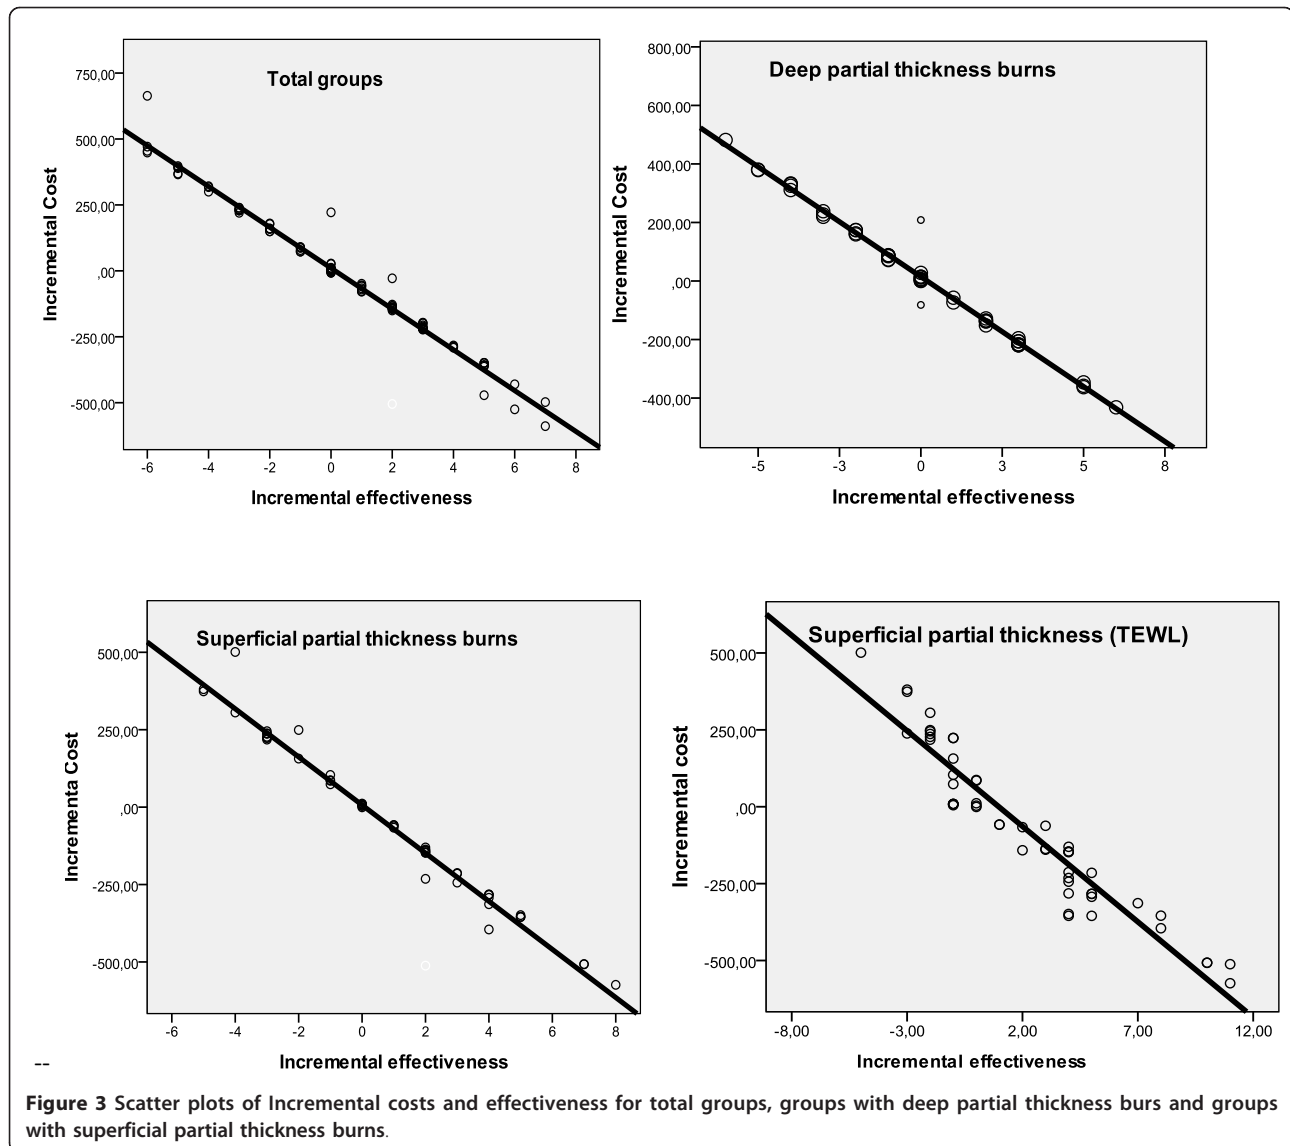 Total groups
750,00
500,00
250,00
,00
-250,00
-500,00
Incremental Cost
-6 -4 -2 0 2 4 6 8
Incremental effectiveness
Deep partial thickness burns
800,00
600,00
400,00
200,00
,00
-200,00
-400,00
Incremental Cost
-5 -3 0 3 5 8
Incremental effectiveness
Superficial partial thickness burns
500,00
250,00
,00
-250,00
-500,00
Incrementa Cost
-6 -4 -2 0 2 4 6 8
Incremental effectiveness
Superficial partial thickness (TEWL)
500,00
250,00
,00
-250,00
-500,00
Incremental cost
-8,00 -3,00 2,00 7,00 12,00
Incremental effectiveness
--
Figure 3 Scatter plots of Incremental costs and effectiveness for total groups, groups with deep partial thickness burs and groups
with superficial partial thickness burns.